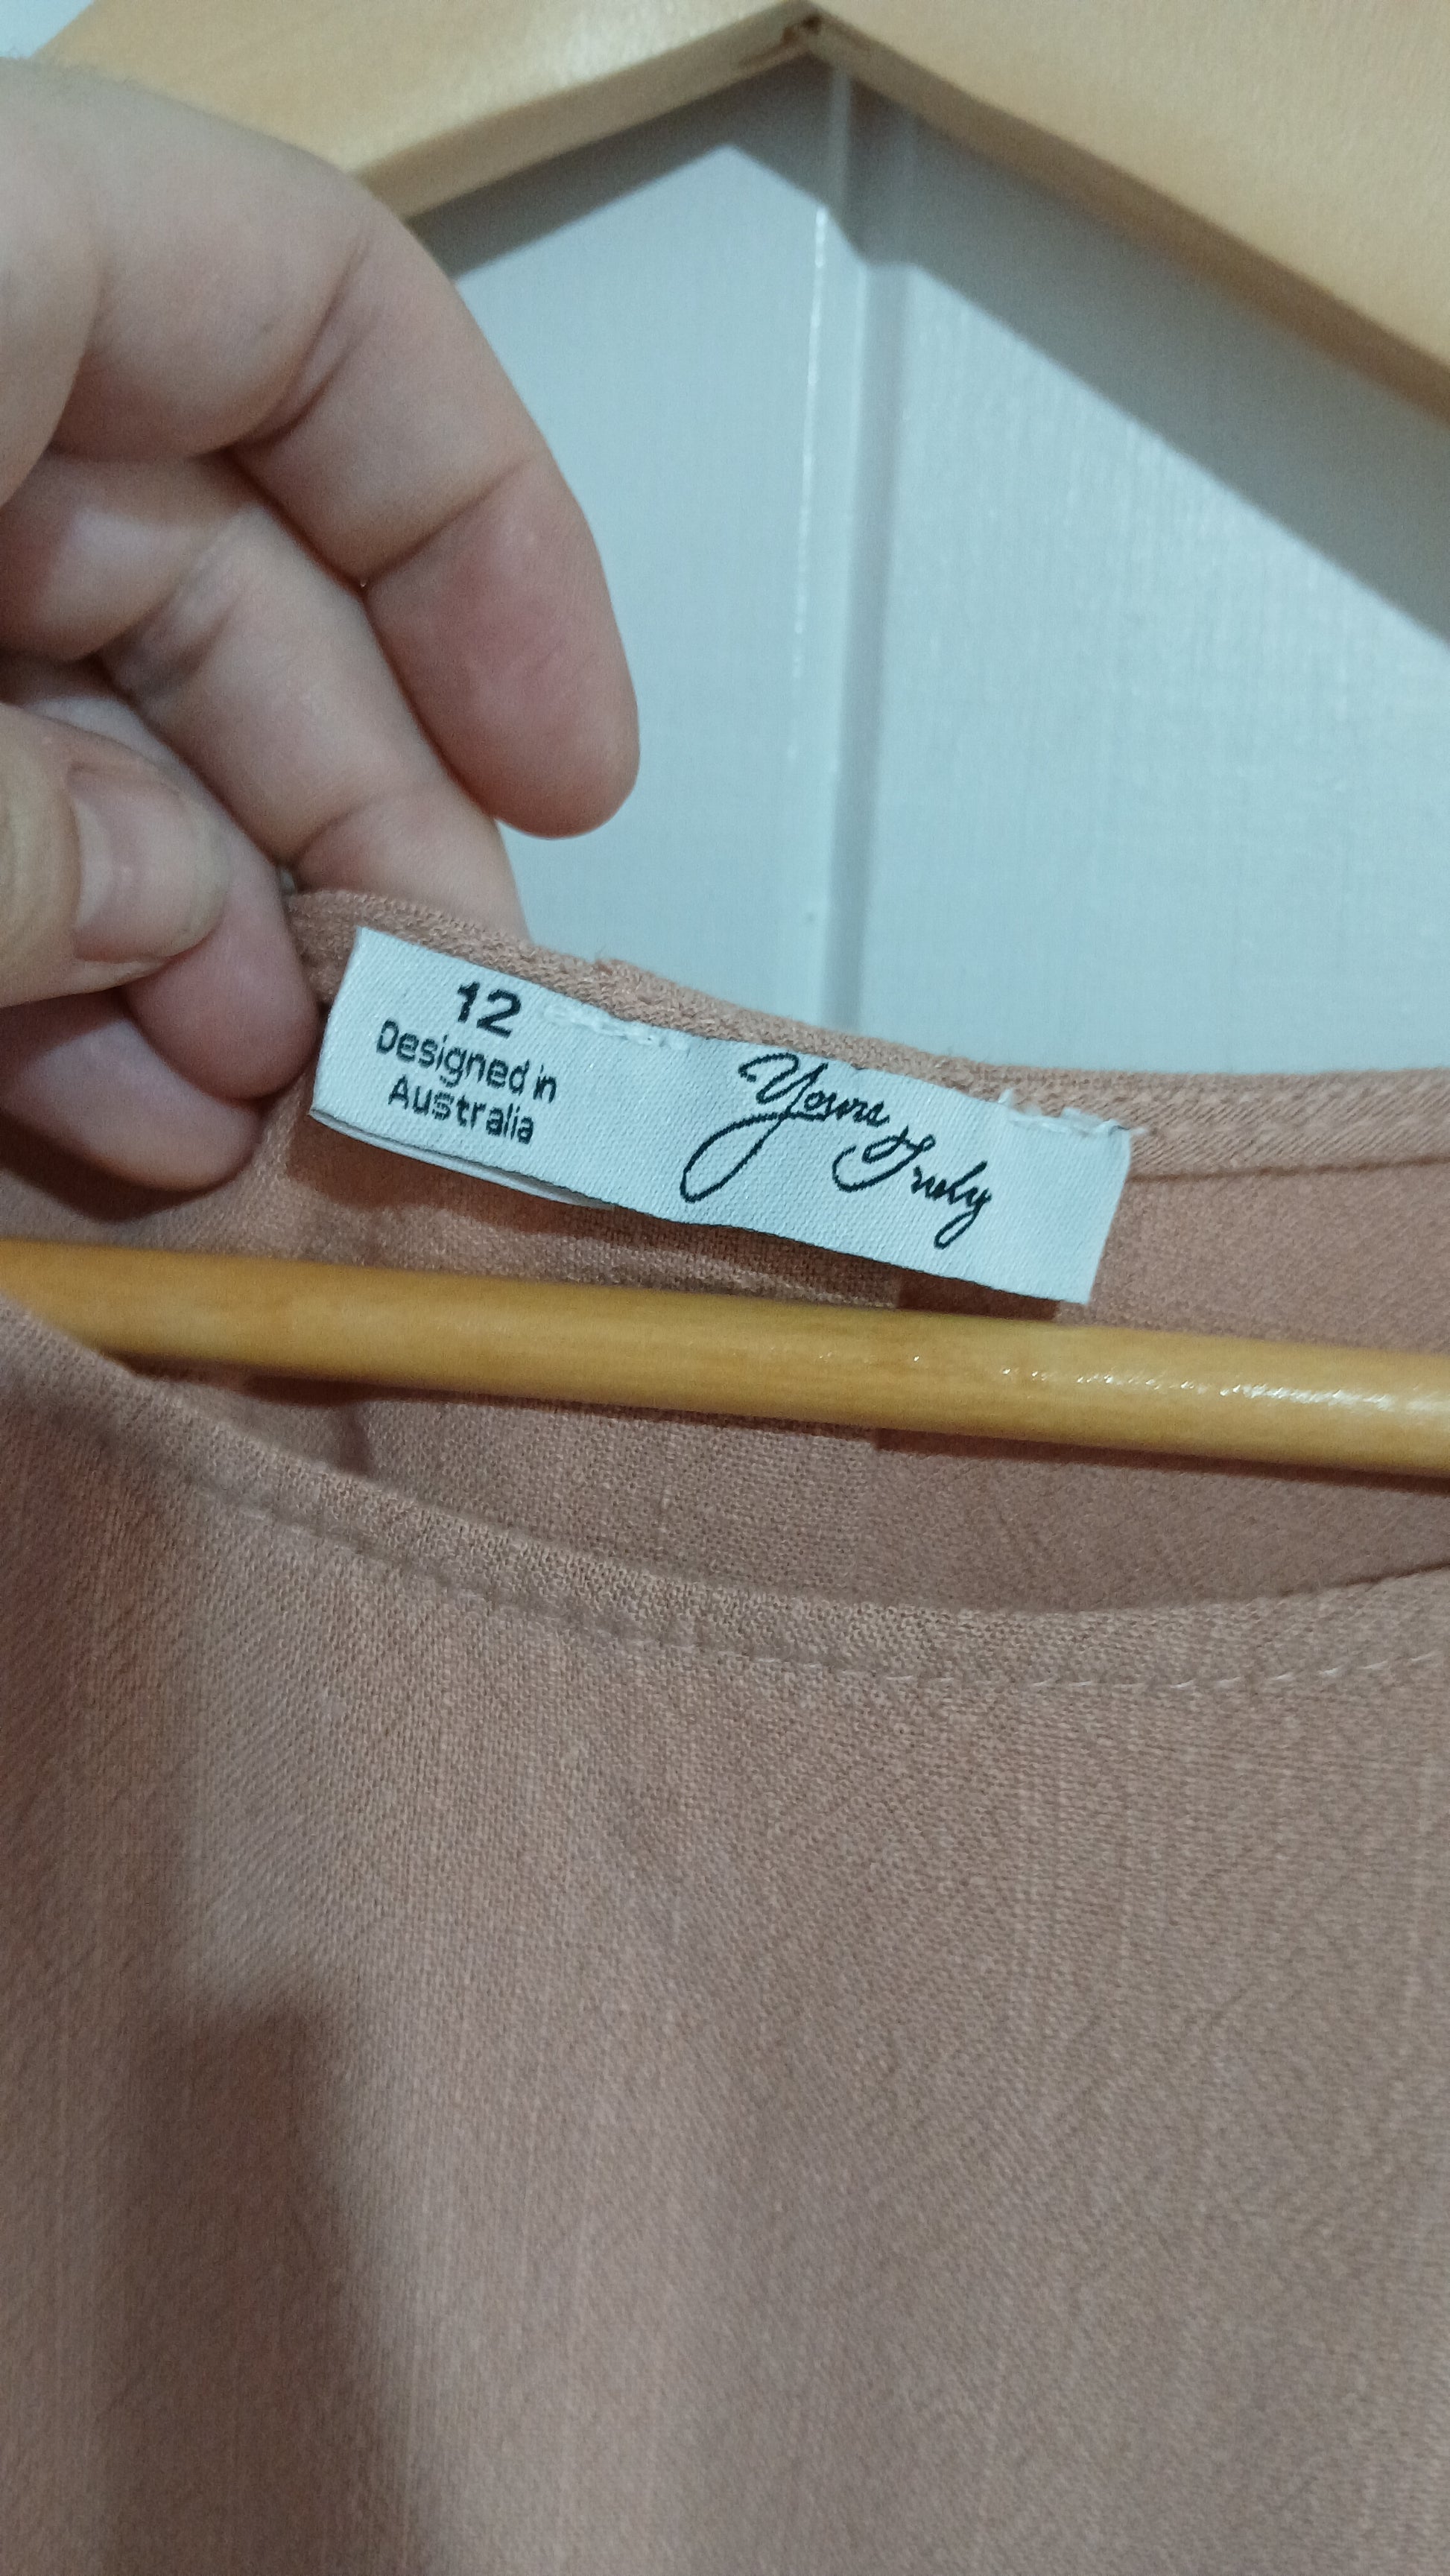 12
Designed in
Australia
Yours
Truly